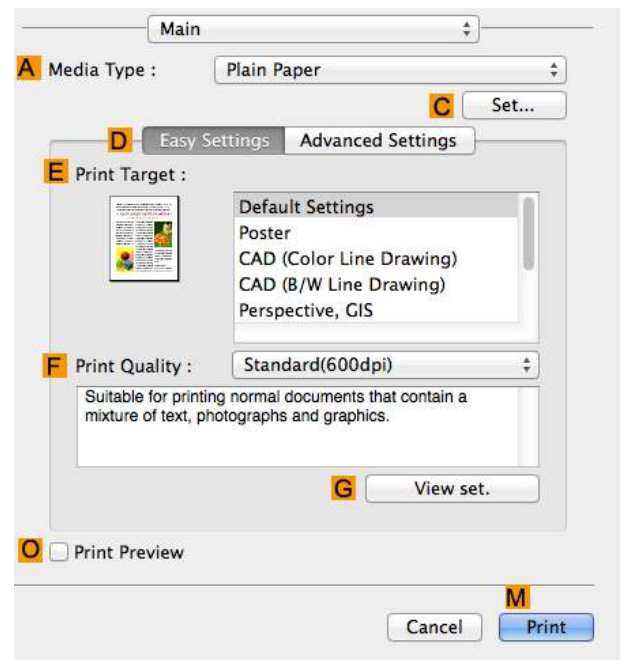 Main
A Media Type : Plain Paper
C Set...
D Easy Settings Advanced Settings
E Print Target :
Default Settings
Poster
CAD (Color Line Drawing)
CAD (B/W Line Drawing)
Perspective, GIS
F Print Quality : Standard(600dpi)
Suitable for printing normal documents that contain a
mixture of text, photographs and graphics.
G View set.
O Print Preview
M
Cancel Print